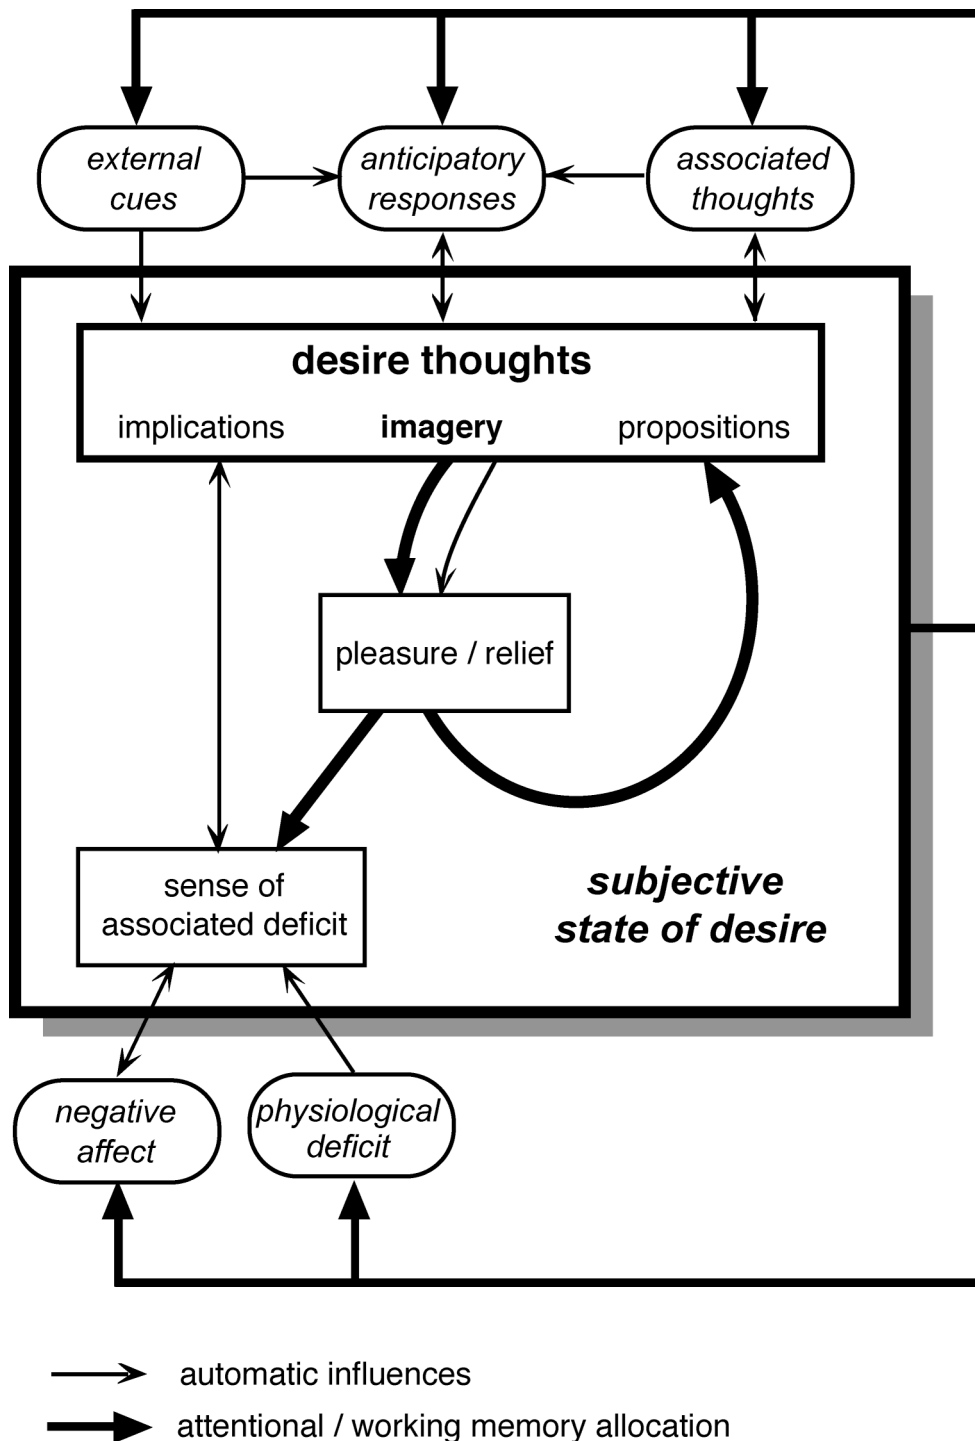 external
cues
anticipatory
responses
associated
thoughts
desire thoughts
implications
imagery
propositions
pleasure / relief
sense of
associated deficit
subjective
state of desire
negative
affect
physiological
deficit
automatic influences
attentional / working memory allocation